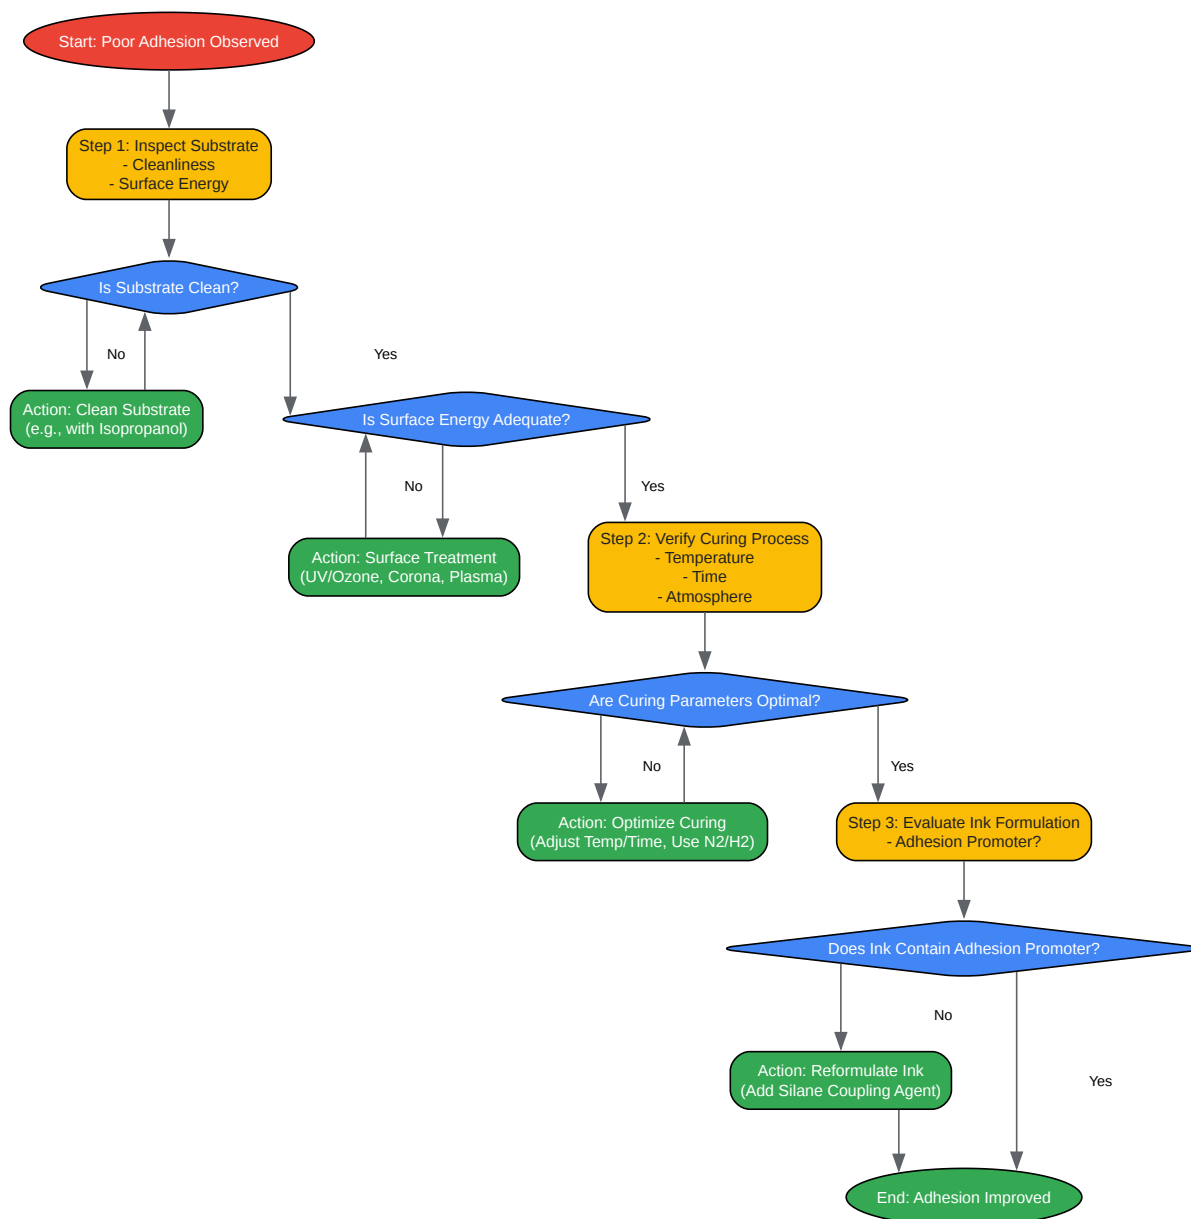 Start: Poor Adhesion Observed
Step 1: Inspect Substrate
- Cleanliness
- Surface Energy
Is Substrate Clean?
No
Yes
Action: Clean Substrate
(e.g., with Isopropanol)
Is Surface Energy Adequate?
No
Yes
Action: Surface Treatment
(UV/Ozone, Corona, Plasma)
Step 2: Verify Curing Process
- Temperature
- Time
- Atmosphere
Are Curing Parameters Optimal?
No
Yes
Action: Optimize Curing
(Adjust Temp/Time, Use N2/H2)
Step 3: Evaluate Ink Formulation
- Adhesion Promoter?
Does Ink Contain Adhesion Promoter?
No
Action: Reformulate Ink
(Add Silane Coupling Agent)
Yes
End: Adhesion Improved